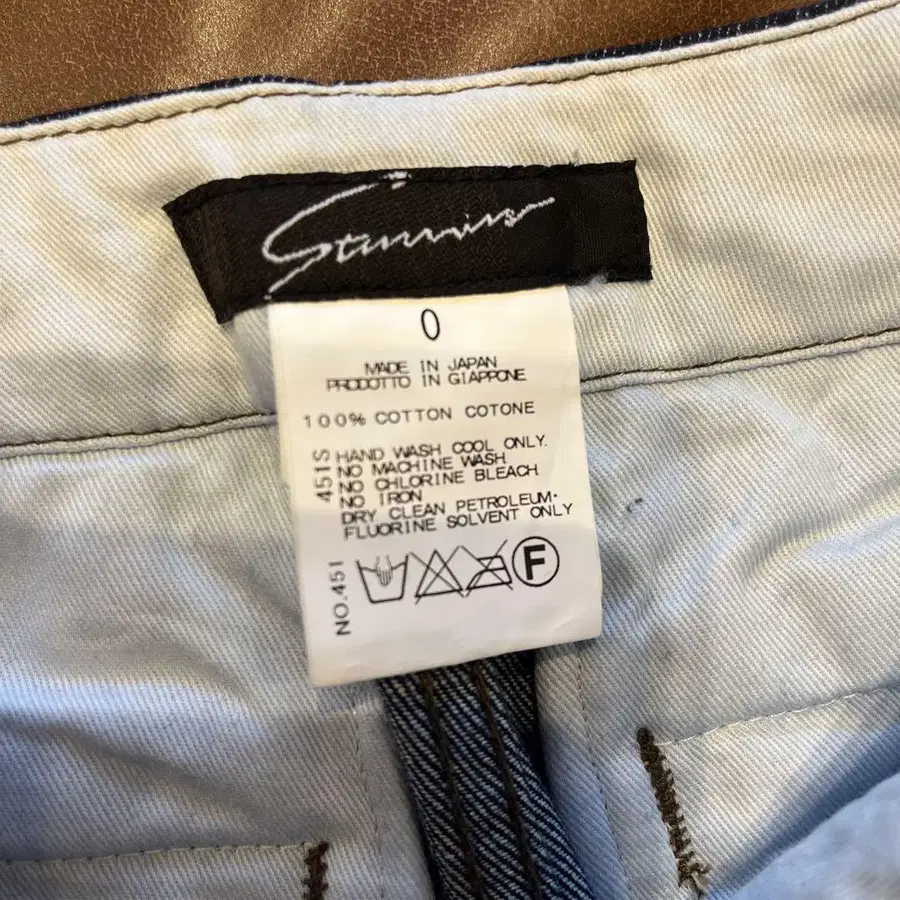 0
MADE IN JAPAN
PRODOTTO IN GIAPPONE
100% COTTON COTONE
HAND WASH COOL ONLY.
NO MACHINE WASH
NO CHLORINE BLEACH
NO IRON
DRY CLEAN PETROLEUM·
FLUORINE SOLVENT ONLY
F
NO.451 451S